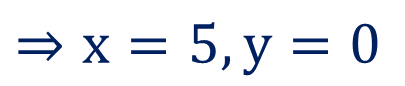 ⇒ x = 5, y = 0